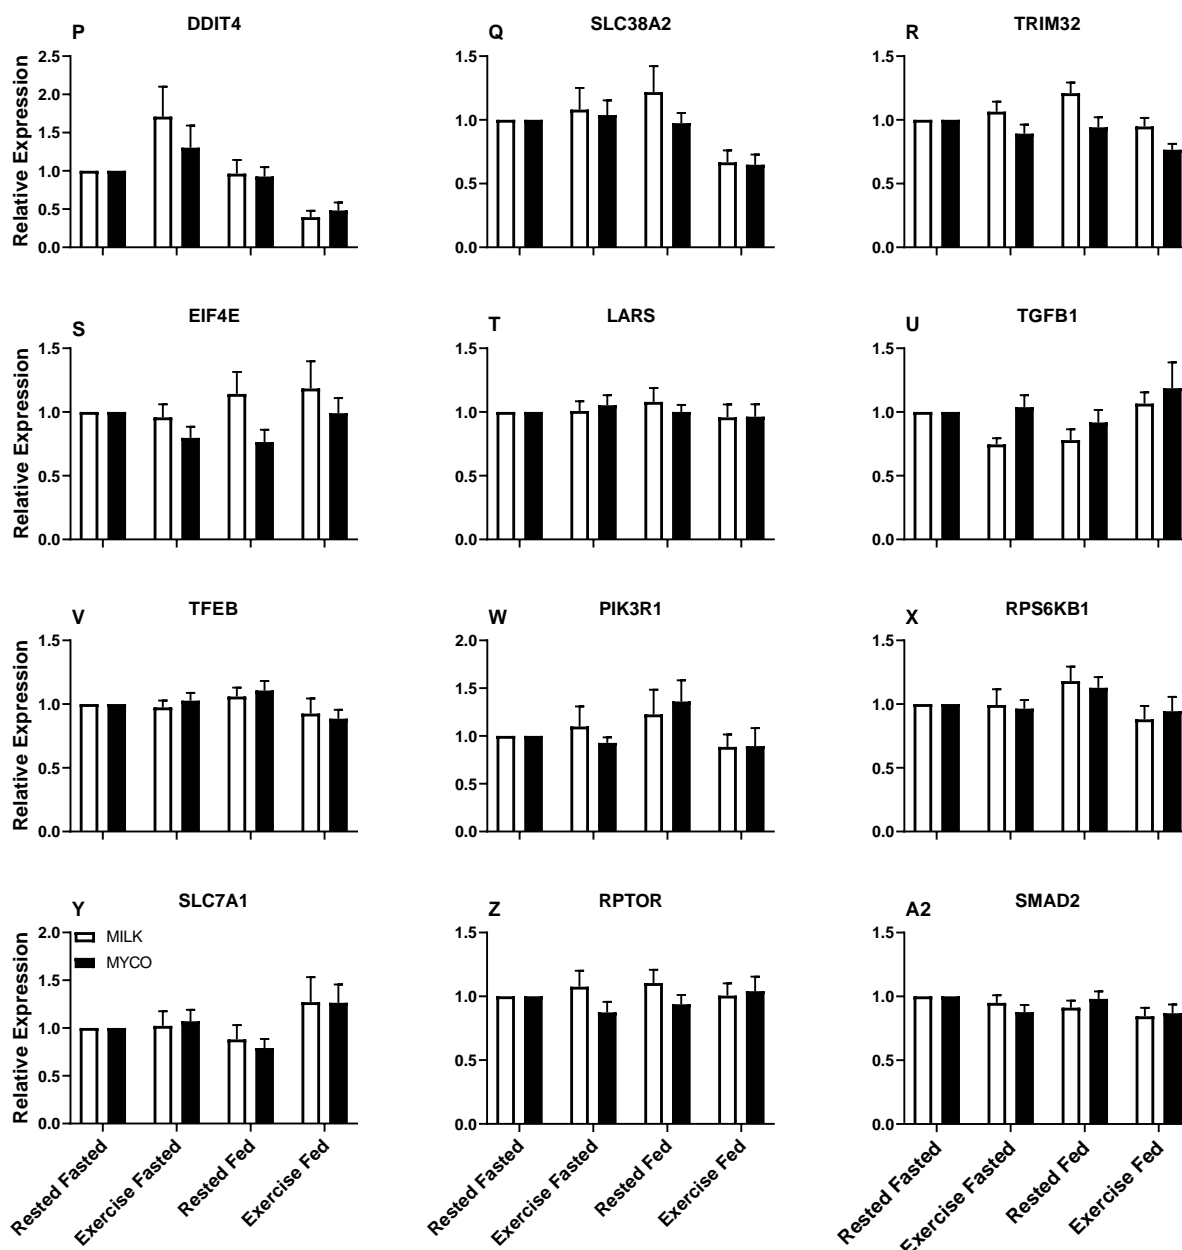 P DDIT4
Q SLC38A2
R TRIM32
Relative Expression
2.5
2.0
1.5
1.0
0.5
0.0
1.5
1.0
0.5
0.0
1.5
1.0
0.5
0.0
S EIF4E
T LARS
U TGFB1
Relative Expression
1.5
1.0
0.5
0.0
1.5
1.0
0.5
0.0
1.5
1.0
0.5
0.0
V TFEB
W PIK3R1
X RPS6KB1
Relative Expression
1.5
1.0
0.5
0.0
2.0
1.5
1.0
0.5
0.0
1.5
1.0
0.5
0.0
Y SLC7A1
Z RPTOR
A2 SMAD2
Relative Expression
2.0
1.5
1.0
0.5
0.0
MILK
MYCO
1.5
1.0
0.5
0.0
1.5
1.0
0.5
0.0
Rested Fasted
Exercise Fasted
Rested Fed
Exercise Fed
Rested Fasted
Exercise Fasted
Rested Fed
Exercise Fed
Rested Fasted
Exercise Fasted
Rested Fed
Exercise Fed